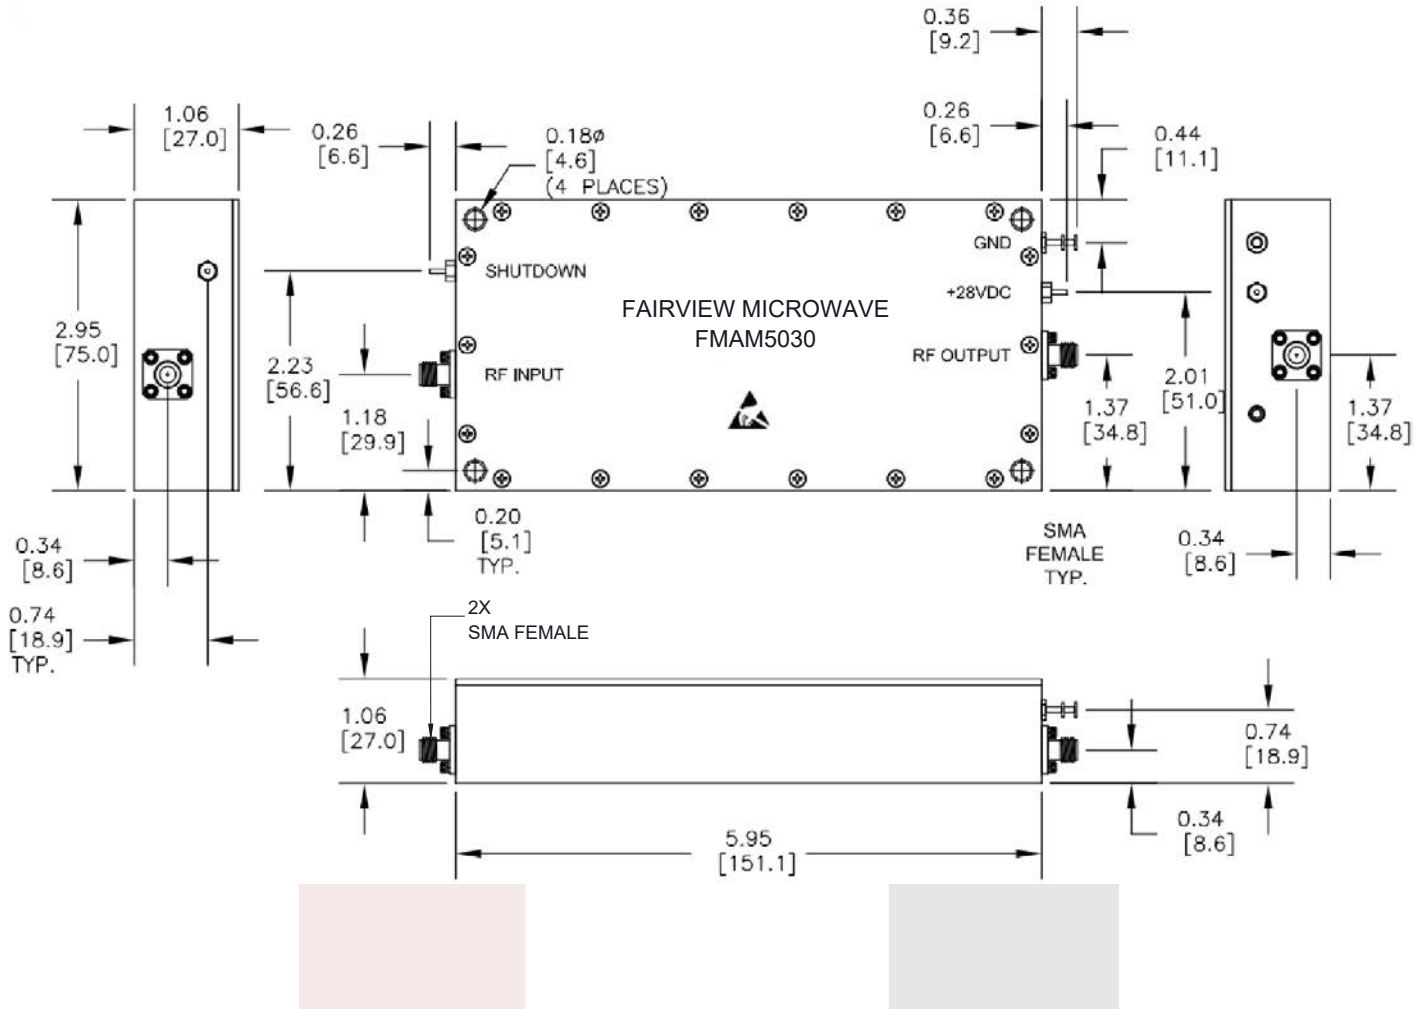 0.36
[9.2]
1.06
[27.0]
0.26
[6.6]
0.18ø
[4.6]
(4 PLACES)
0.26
[6.6]
0.44
[11.1]
GND
SHUTDOWN
+28VDC
FAIRVIEW MICROWAVE
FMAM5030
2.95
[75.0]
RF OUTPUT
2.23
[56.6]
RF INPUT
2.01
[51.0]
1.18
[29.9]
1.37
[34.8]
1.37
[34.8]
0.20
[5.1]
TYP.
SMA
FEMALE
TYP.
0.34
[8.6]
0.34
[8.6]
0.74
[18.9]
TYP.
2X
SMA FEMALE
1.06
[27.0]
0.74
[18.9]
0.34
[8.6]
5.95
[151.1]